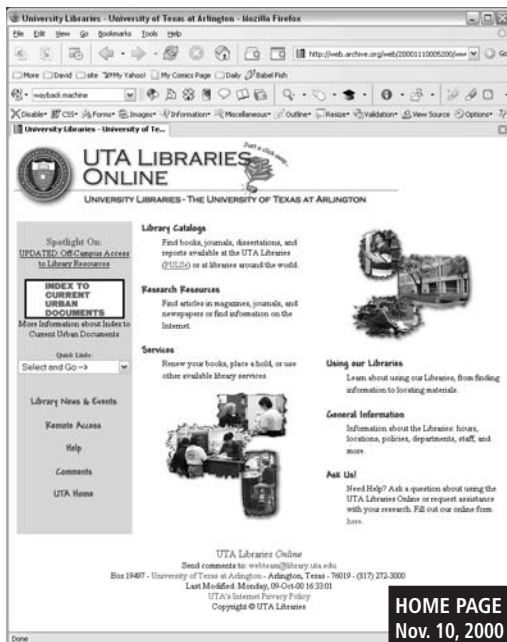 University Libraries - University of Texas at Arlington - Mozilla Firefox
File Edit View Go Bookmarks Tools Help
http://web.archive.org/web/20001110005200/www
More David site My Yahoo! My Comics Page Daily Babel Fish
wayback machine
Disable CSS Forms Images Information Miscellaneous Outline Resize Validation View Source Options
University Libraries - University of Te...
Just a click away...
UTA LIBRARIES
ONLINE
UNIVERSITY LIBRARIES - THE UNIVERSITY OF TEXAS AT ARLINGTON
Spotlight On:
UPDATED: Off-Campus Access
to Library Resources
INDEX TO
CURRENT
URBAN
DOCUMENTS
More Information about Index to
Current Urban Documents
Quick Links:
Select and Go ->
Library News & Events
Remote Access
Help
Comments
UTA Home
Library Catalogs
Find books, journals, dissertations, and
reports available at the UTA Libraries
(PULSe) or at libraries around the world.
Research Resources
Find articles in magazines, journals, and
newspapers or find information on the
Internet.
Services
Renew your books, place a hold, or use
other available library services.
Using our Libraries
Learn about using our Libraries, from finding
information to locating materials.
General Information
Information about the Libraries: hours,
locations, policies, departments, staff, and
more.
Ask Us!
Need Help? Ask a question about using the
UTA Libraries Online or request assistance
with your research. Fill out our online form
here.
UTA Libraries Online
Send comments to: webteam@library.uta.edu
Box 19497 - University of Texas at Arlington - Arlington, Texas - 76019 - (817) 272-3000
Last Modified: Monday, 09-Oct-00 16:33:01
UTA's Internet Privacy Policy
Copyright © UTA Libraries
Done
HOME PAGE
Nov. 10, 2000